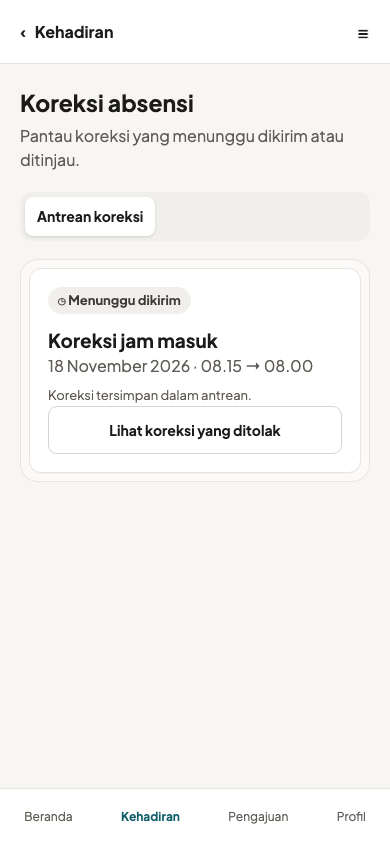 ‹ Kehadiran
≡
Koreksi absensi
Pantau koreksi yang menunggu dikirim atau
ditinjau.
Antrean koreksi
◷ Menunggu dikirim
Koreksi jam masuk
18 November 2026 · 08.15 → 08.00
Koreksi tersimpan dalam antrean.
Lihat koreksi yang ditolak
Beranda
Kehadiran
Pengajuan
Profil